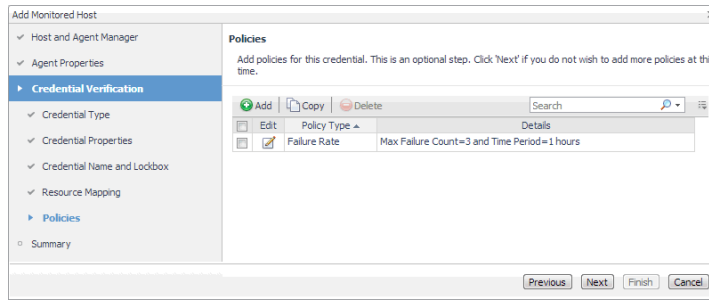 Add Monitored Host
Host and Agent Manager
Agent Properties
Credential Verification
Credential Type
Credential Properties
Credential Name and Lockbox
Resource Mapping
Policies
Summary
Policies
Add policies for this credential. This is an optional step. Click 'Next' if you do not wish to add more policies at thi
time.
Add Copy Delete Search
Edit Policy Type Details
Failure Rate Max Failure Count=3 and Time Period=1 hours
Previous Next Finish Cancel